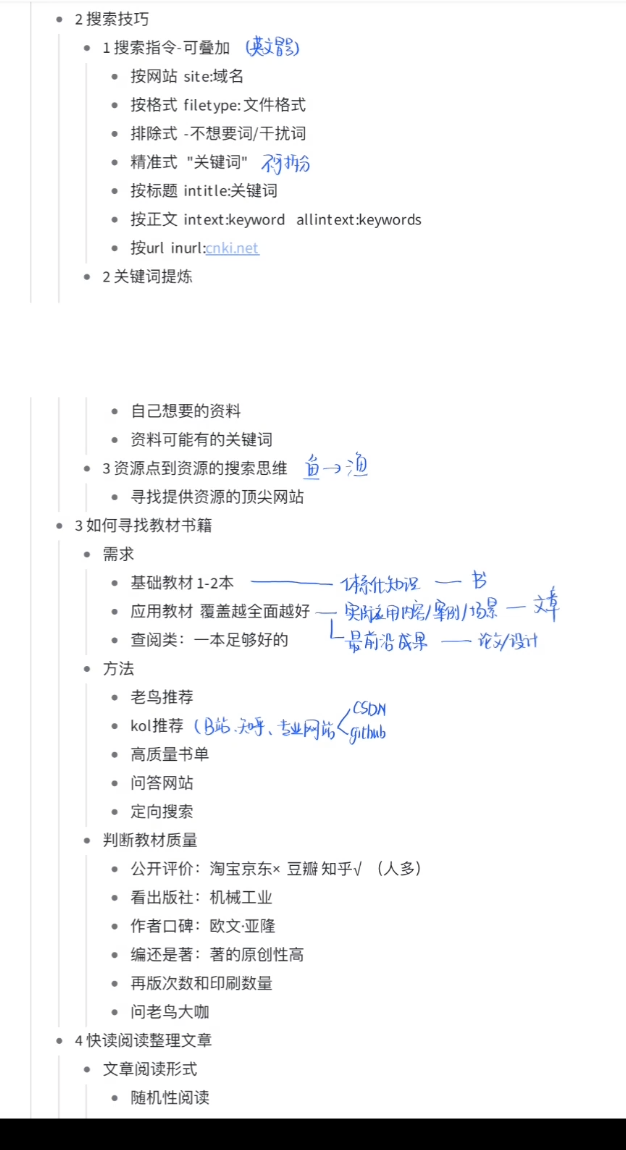 2 搜索技巧
1 搜索指令-可叠加 (英文冒号)
按网站 site:域名
按格式 filetype:文件格式
排除式 -不想要词/干扰词
精准式 "关键词" 不可拆分
按标题 intitle:关键词
按正文 intext:keyword allintext:keywords
按url inurl:cnki.net
2 关键词提炼
自己想要的资料
资料可能有的关键词
3 资源点到资源的搜索思维 鱼→渔
寻找提供资源的顶尖网站
3 如何寻找教材书籍
需求
基础教材 1-2本 — 体系化知识 — 书
应用教材 覆盖越全面越好 — 实际应用内容/案例/场景 — 文章
查阅类：一本足够好的 最前沿成果 — 论文/设计
方法
老鸟推荐
CSDN
kol推荐 (B站、知乎、专业网站
github
高质量书单
问答网站
定向搜索
判断教材质量
公开评价：淘宝京东× 豆瓣 知乎√ （人多）
看出版社：机械工业
作者口碑：欧文·亚隆
编还是著：著的原创性高
再版次数和印刷数量
问老鸟大咖
4 快读阅读整理文章
文章阅读形式
随机性阅读